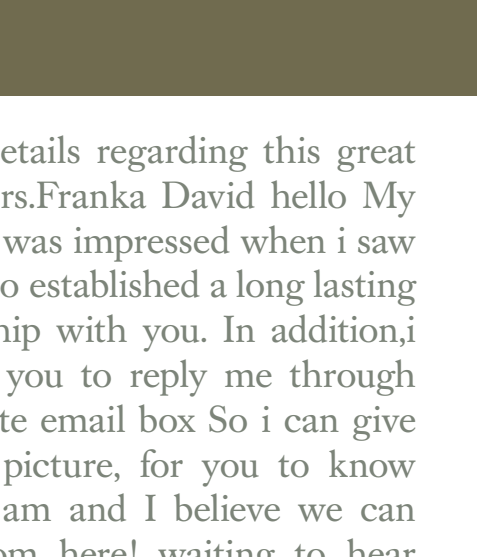 etails regarding this great
rs.Franka David hello My
was impressed when i saw
o established a long lasting
hip with you. In addition,i
you to reply me through
te email box So i can give
picture, for you to know
am and I believe we can
om here! waiting to hear